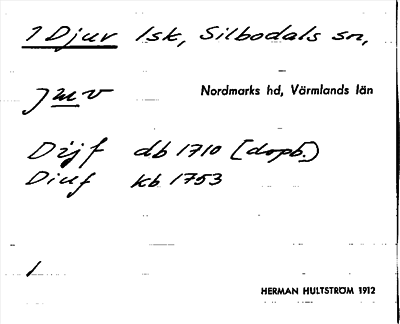 1 Djur lsk, Silbodals sn,
Jmv Nordmarks hd, Värmlands län
Dijf db 1710 [dopb.)
Diuf kb 1753
1
HERMAN HULTSTRÖM 1912